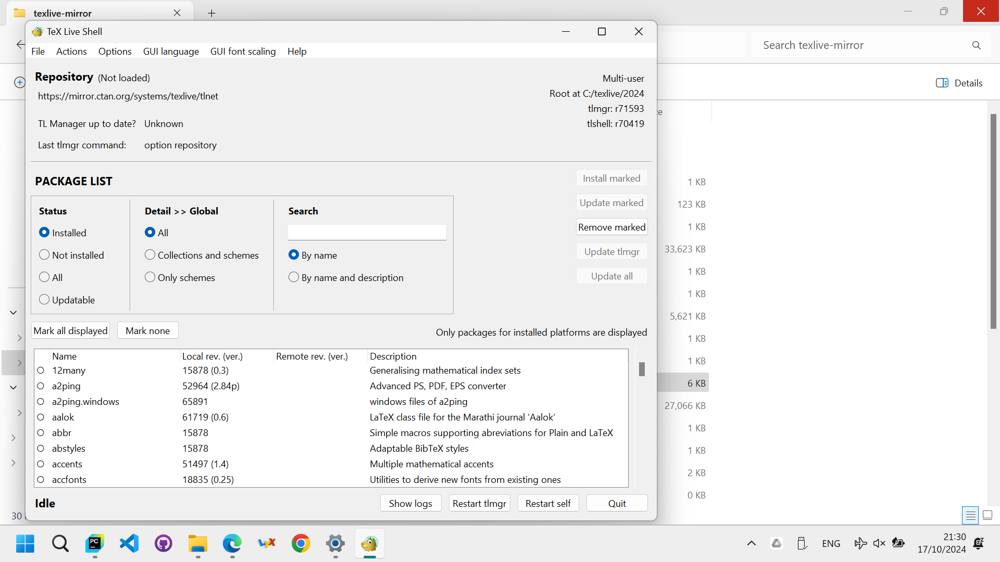 texlive-mirror
TeX Live Shell
File Actions Options GUI language GUI font scaling Help
Search texlive-mirror
Repository (Not loaded)
https://mirror.ctan.org/systems/texlive/tlnet
Multi-user
Root at C:/texlive/2024
tlmgr: r71593
tlshell: r70419
TL Manager up to date? Unknown
Last tlmgr command: option repository
Details
PACKAGE LIST
Status
Installed
Not installed
All
Updatable
Detail >> Global
All
Collections and schemes
Only schemes
Search
By name
By name and description
Install marked
Update marked
Remove marked
Update tlmgr
Update all
Mark all displayed Mark none
Only packages for installed platforms are displayed
Name Local rev. (ver.) Remote rev. (ver.) Description
12many 15878 (0.3) Generalising mathematical index sets
a2ping 52964 (2.84p) Advanced PS, PDF, EPS converter
a2ping.windows 65891 windows files of a2ping
aalok 61719 (0.6) LaTeX class file for the Marathi journal 'Aalok'
abbr 15878 Simple macros supporting abreviations for Plain and LaTeX
abstyles 15878 Adaptable BibTeX styles
accents 51497 (1.4) Multiple mathematical accents
accfonts 18835 (0.25) Utilities to derive new fonts from existing ones
Idle Show logs Restart tlmgr Restart self Quit
1 KB
123 KB
1 KB
33,623 KB
1 KB
1 KB
5,621 KB
1 KB
1 KB
6 KB
27,066 KB
1 KB
1 KB
2 KB
0 KB
30
PC
ENG
21:30
17/10/2024